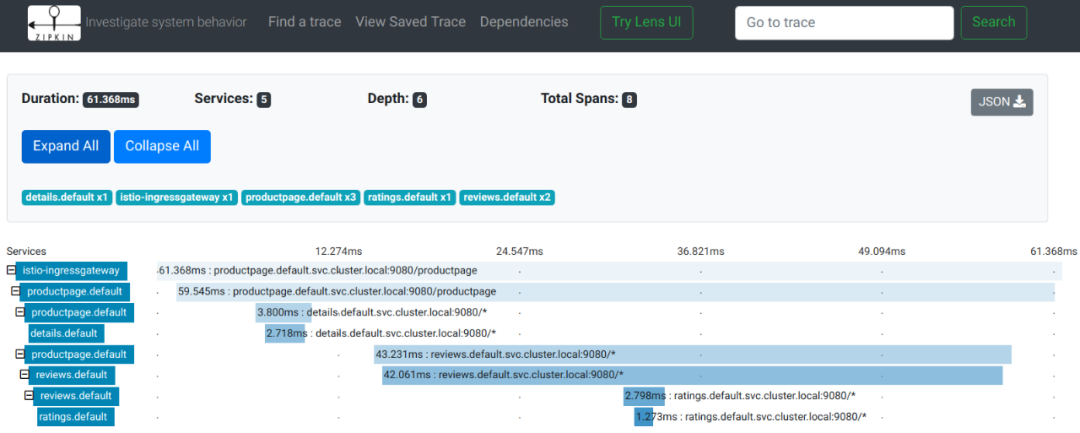 ZIPKIN Investigate system behavior Find a trace View Saved Trace Dependencies Try Lens UI Go to trace Search
Duration: 61.368ms Services: 5 Depth: 6 Total Spans: 8 JSON
Expand All Collapse All
details.default x1 istio-ingressgateway x1 productpage.default x3 ratings.default x1 reviews.default x2
Services 12.274ms 24.547ms 36.821ms 49.094ms 61.368ms
istio-ingressgateway 61.368ms : productpage.default.svc.cluster.local:9080/productpage
productpage.default 59.545ms : productpage.default.svc.cluster.local:9080/productpage
productpage.default 3.800ms : details.default.svc.cluster.local:9080/*
details.default 2.718ms : details.default.svc.cluster.local:9080/*
productpage.default 43.231ms : reviews.default.svc.cluster.local:9080/*
reviews.default 42.061ms : reviews.default.svc.cluster.local:9080/*
reviews.default 2.798ms : ratings.default.svc.cluster.local:9080/*
ratings.default 1.273ms : ratings.default.svc.cluster.local:9080/*